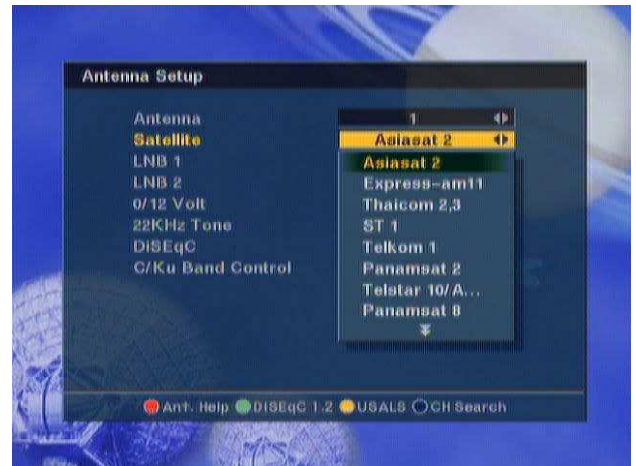 Antenna Setup
Antenna 1
Satellite Asiasat 2
LNB 1 Asiasat 2
LNB 2 Express-am11
0/12 Volt Thaicom 2,3
22KHz Tone ST 1
DiSEqC Telkom 1
C/Ku Band Control Panamsat 2
Telstar 10/A...
Panamsat 8
Ant. Help DISEqC 1.2 USALS CH Search